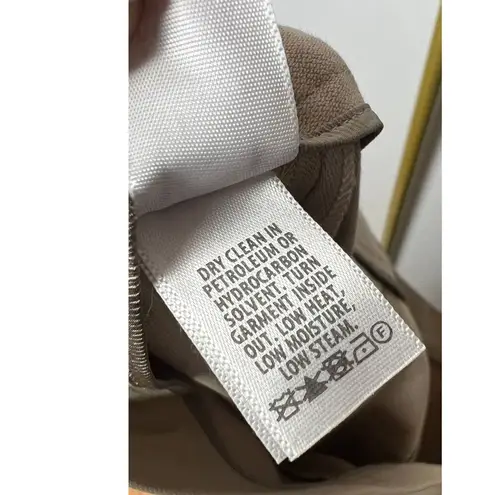 DRY CLEAN IN
PETROLEUM OR
HYDROCARBON
SOLVENT. TURN
GARMENT INSIDE
OUT. LOW HEAT,
LOW MOISTURE,
LOW STEAM.
F